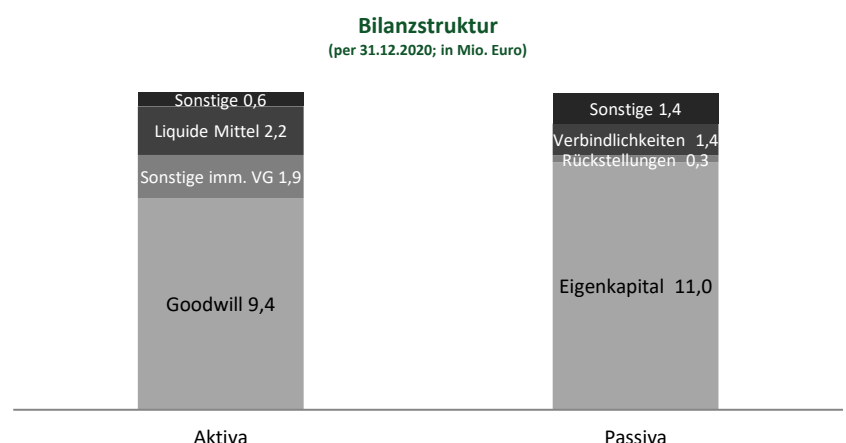 Bilanzstruktur
(per 31.12.2020; in Mio. Euro)
Sonstige 0,6
Liquide Mittel 2,2
Sonstige imm. VG 1,9
Goodwill 9,4
Sonstige 1,4
Verbindlichkeiten 1,4
Rückstellungen 0,3
Eigenkapital 11,0
Aktiva
Passiva